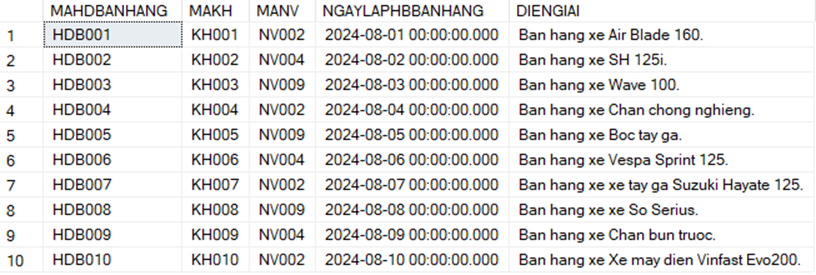 MAHDBANHANG MAKH MANV NGAYLAPHBBANHANG DIENGIAI
1 HDB001 KH001 NV002 2024-08-01 00:00:00.000 Ban hang xe Air Blade 160.
2 HDB002 KH002 NV004 2024-08-02 00:00:00.000 Ban hang xe SH 125i.
3 HDB003 KH003 NV009 2024-08-03 00:00:00.000 Ban hang xe Wave 100.
4 HDB004 KH004 NV002 2024-08-04 00:00:00.000 Ban hang xe Chan chong nghieng.
5 HDB005 KH005 NV009 2024-08-05 00:00:00.000 Ban hang xe Boc tay ga.
6 HDB006 KH006 NV004 2024-08-06 00:00:00.000 Ban hang xe Vespa Sprint 125.
7 HDB007 KH007 NV002 2024-08-07 00:00:00.000 Ban hang xe xe tay ga Suzuki Hayate 125.
8 HDB008 KH008 NV009 2024-08-08 00:00:00.000 Ban hang xe xe So Serius.
9 HDB009 KH009 NV004 2024-08-09 00:00:00.000 Ban hang xe Chan bun truoc.
10 HDB010 KH010 NV002 2024-08-10 00:00:00.000 Ban hang xe Xe may dien Vinfast Evo200.